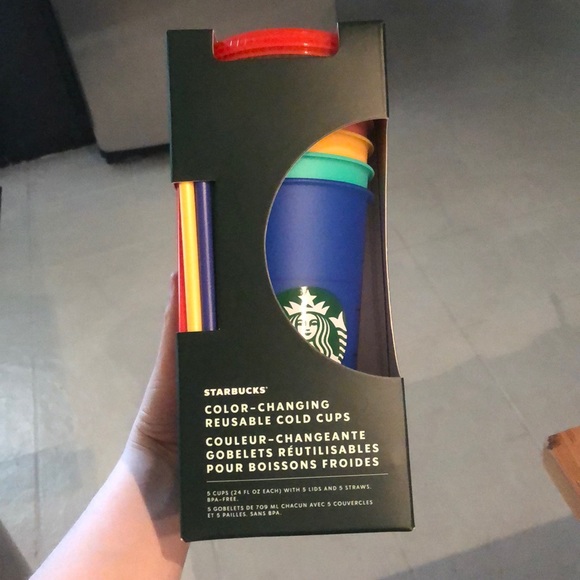 STARBUCKS®
COLOR-CHANGING
REUSABLE COLD CUPS
COULEUR-CHANGEANTE
GOBELETS RÉUTILISABLES
POUR BOISSONS FROIDES
5 CUPS (24 FL OZ EACH) WITH 5 LIDS AND 5 STRAWS.
BPA-FREE.
5 GOBELETS DE 709 ML CHACUN AVEC 5 COUVERCLES
ET 5 PAILLES. SANS BPA.